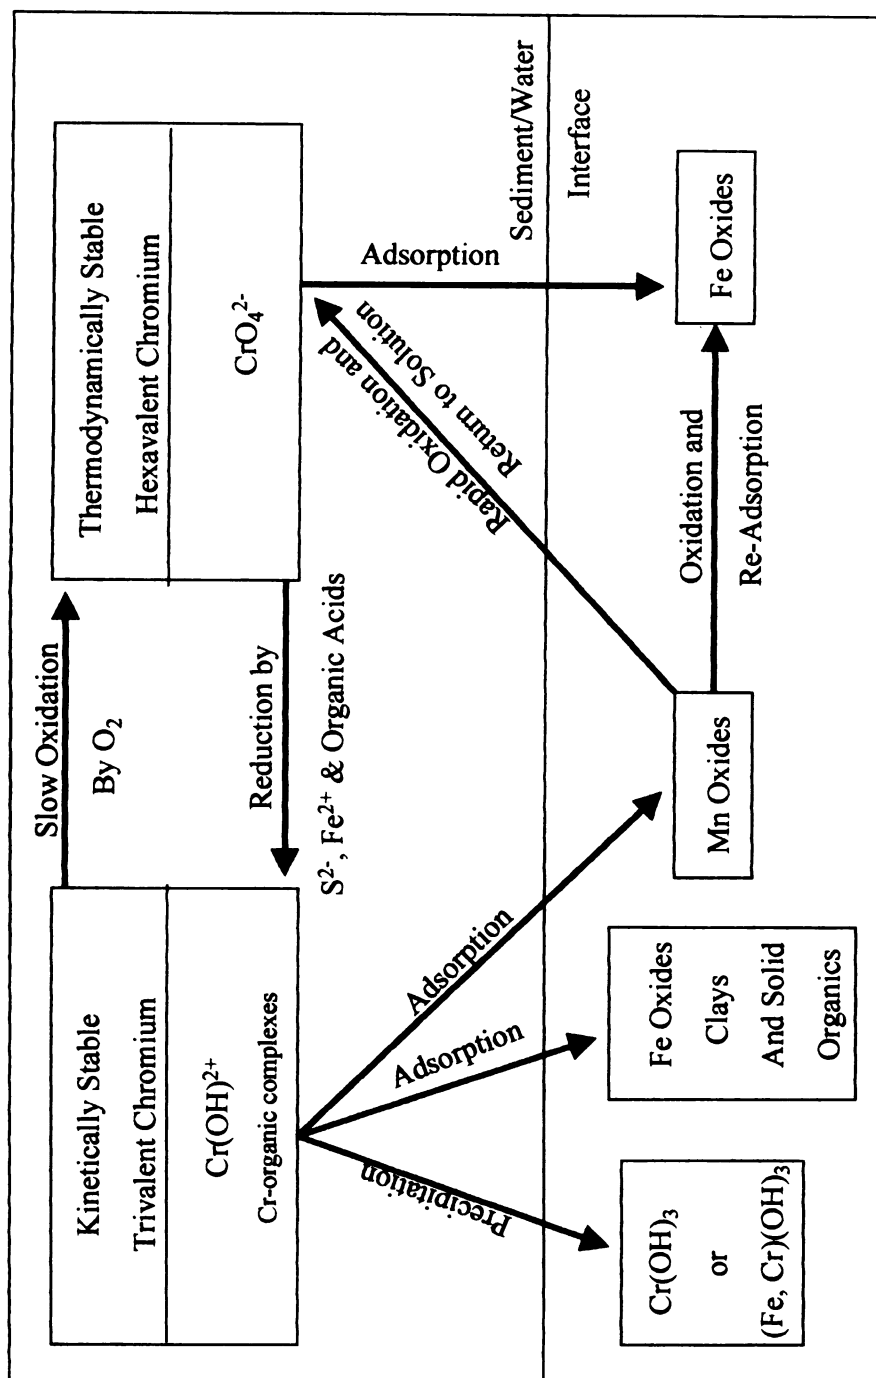 Kinetically Stable
Trivalent Chromium
Cr(OH)²⁺
Cr-organic complexes
Slow Oxidation
By O₂
Reduction by
S²⁻, Fe²⁺ & Organic Acids
Thermodynamically Stable
Hexavalent Chromium
CrO₄²⁻
Precipitation
Adsorption
Adsorption
Rapid Oxidation and
Return to Solution
Adsorption
Sediment/Water
Interface
Cr(OH)₃
or
(Fe, Cr)(OH)₃
Fe Oxides
Clays
And Solid
Organics
Mn Oxides
Oxidation and
Re-Adsorption
Fe Oxides